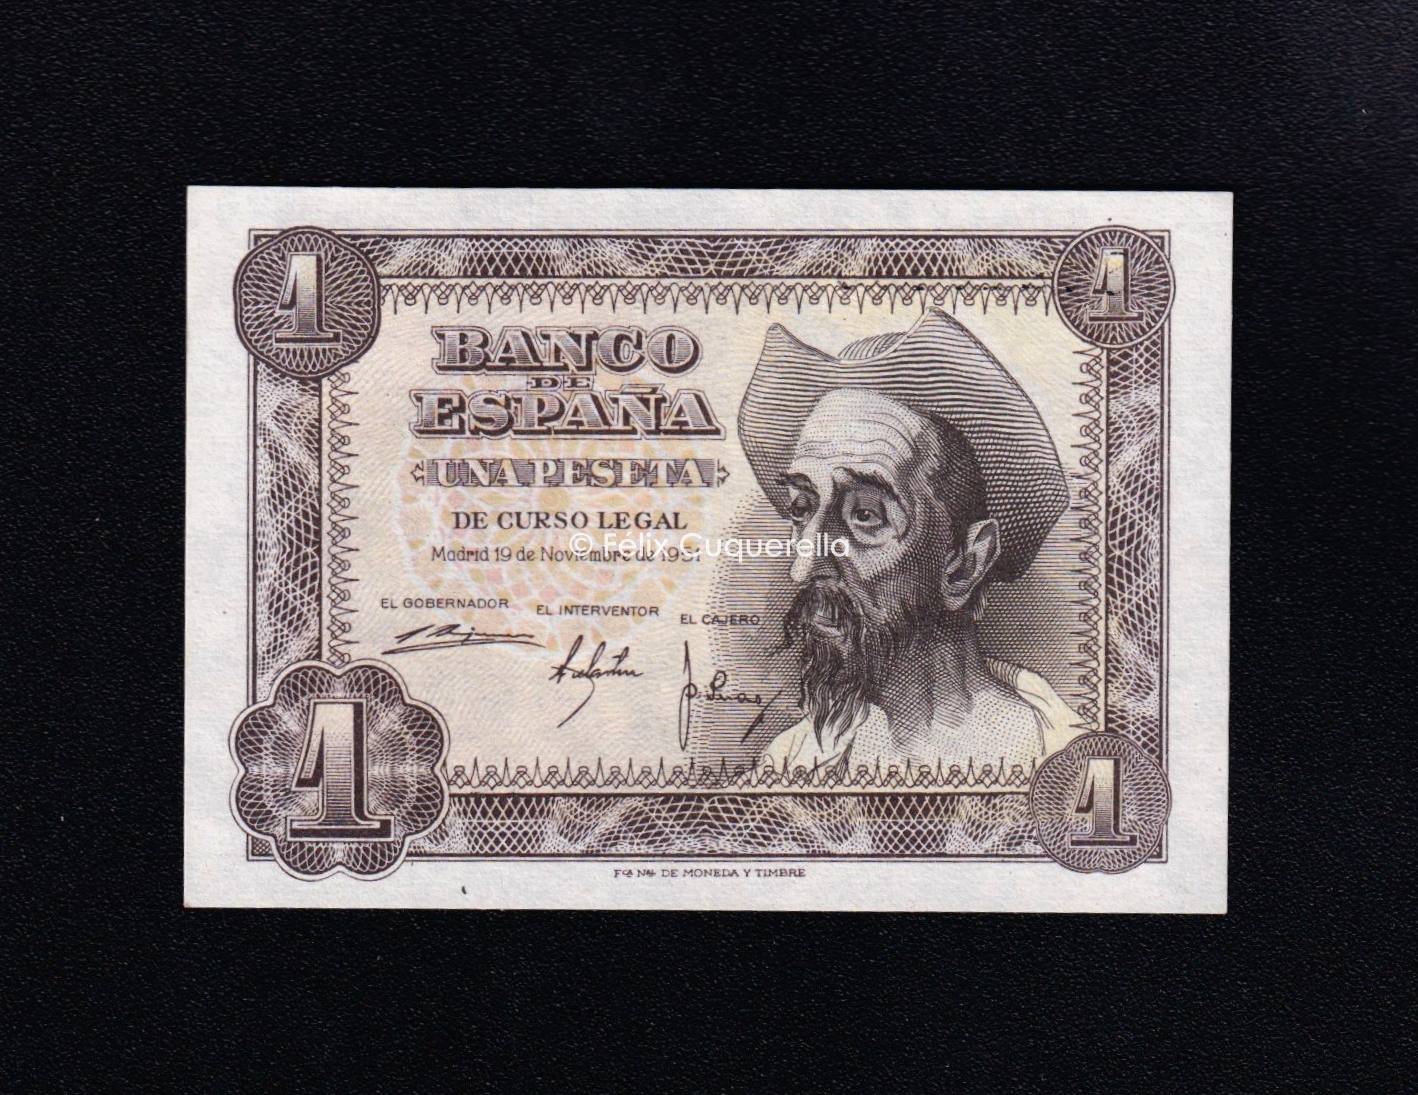 1
1
BANCO
DE
ESPAÑA
UNA PESETA
DE CURSO LEGAL
© Félix Cuquerella
Madrid 19 de Noviembre de 1951
EL GOBERNADOR EL INTERVENTOR EL CAJERO
1
1
Fca. Nal. DE MONEDA Y TIMBRE